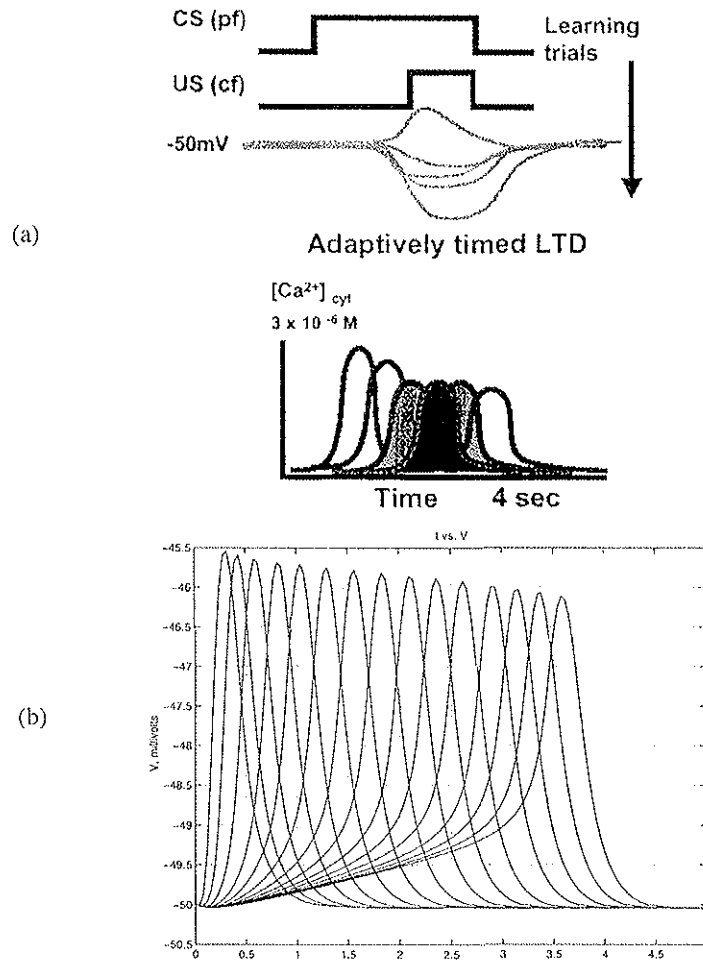 CS (pf)
Learning
trials
US (cf)
-50mV
(a)
Adaptively timed LTD
[Ca²⁺] cyt
3 x 10 ⁻⁶ M
Time 4 sec
t vs. V
(b)
V, millivolts
-45.5
-46
-46.5
-47
-47.5
-48
-48.5
-49
-49.5
-50
-50.5
0 0.5 1 1.5 2 2.5 3 3.5 4 4.5